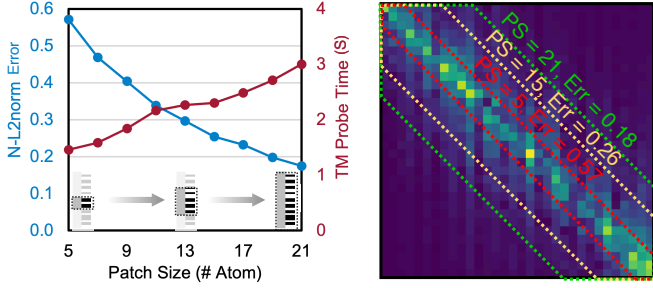 0.6
0.5
0.4
0.3
0.2
0.1
0.0
N-L2norm Error
4
3
2
1
0
TM Probe Time (S)
5 9 13 17 21
Patch Size (# Atom)
PS = 21, Err = 0.18
PS = 15, Err = 0.26
PS = 5, Err = 0.57